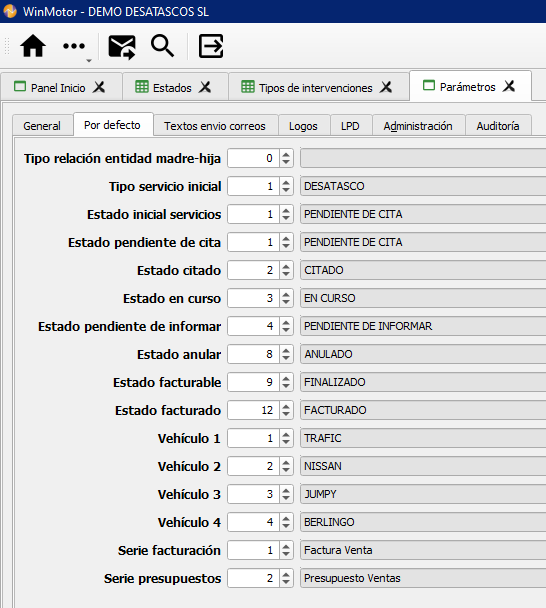 WinMotor - DEMO DESATASCOS SL
Panel Inicio Estados Tipos de intervenciones Parámetros
General Por defecto Textos envio correos Logos LPD Administración Auditoría
Tipo relación entidad madre-hija 0
Tipo servicio inicial 1 DESATASCO
Estado inicial servicios 1 PENDIENTE DE CITA
Estado pendiente de cita 1 PENDIENTE DE CITA
Estado citado 2 CITADO
Estado en curso 3 EN CURSO
Estado pendiente de informar 4 PENDIENTE DE INFORMAR
Estado anular 8 ANULADO
Estado facturable 9 FINALIZADO
Estado facturado 12 FACTURADO
Vehículo 1 1 TRAFIC
Vehículo 2 2 NISSAN
Vehículo 3 3 JUMPY
Vehículo 4 4 BERLINGO
Serie facturación 1 Factura Venta
Serie presupuestos 2 Presupuesto Ventas